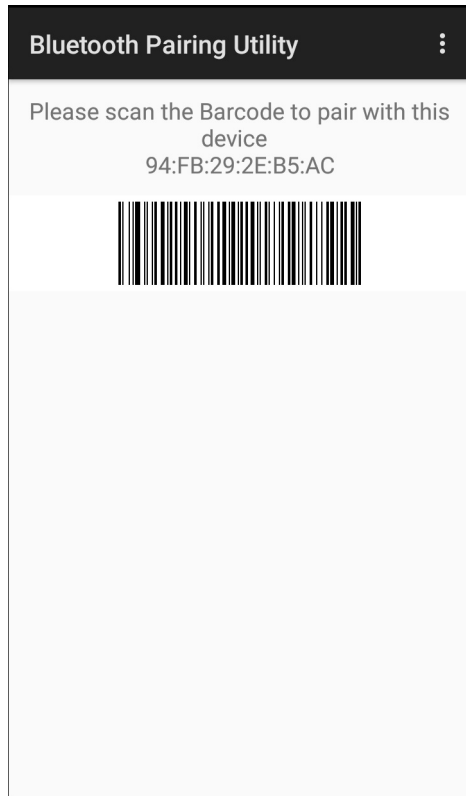 Bluetooth Pairing Utility
Please scan the Barcode to pair with this
device
94:FB:29:2E:B5:AC